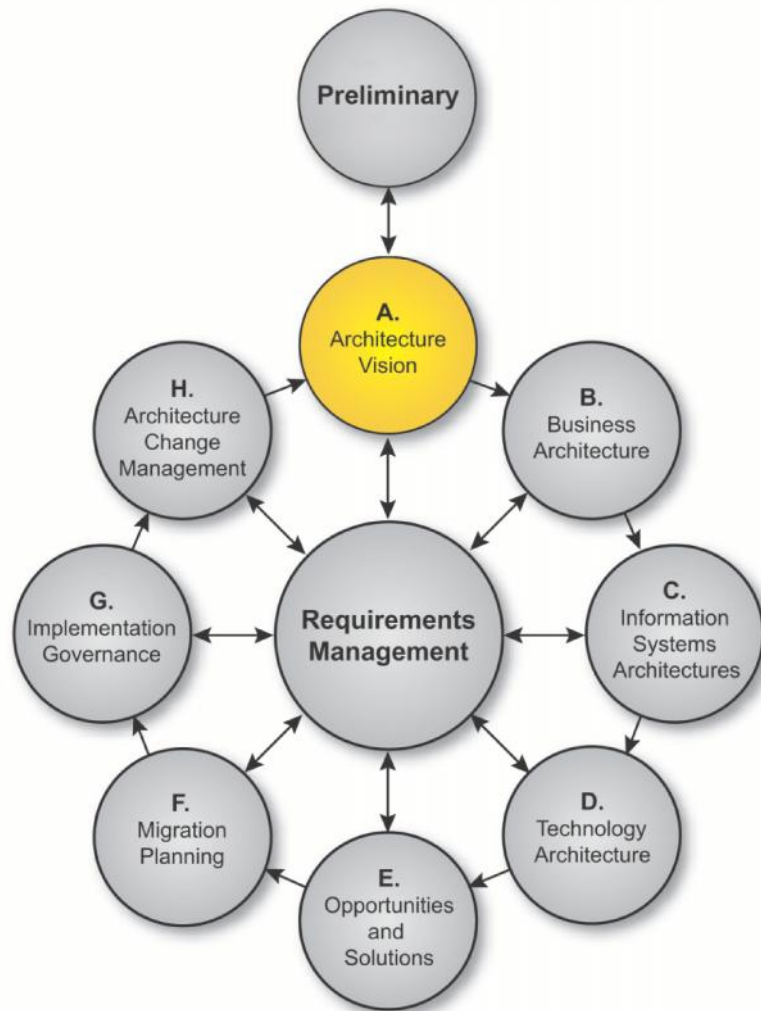 Preliminary
A.
Architecture
Vision
B.
Business
Architecture
C.
Information
Systems
Architectures
D.
Technology
Architecture
E.
Opportunities
and
Solutions
F.
Migration
Planning
G.
Implementation
Governance
H.
Architecture
Change
Management
Requirements
Management